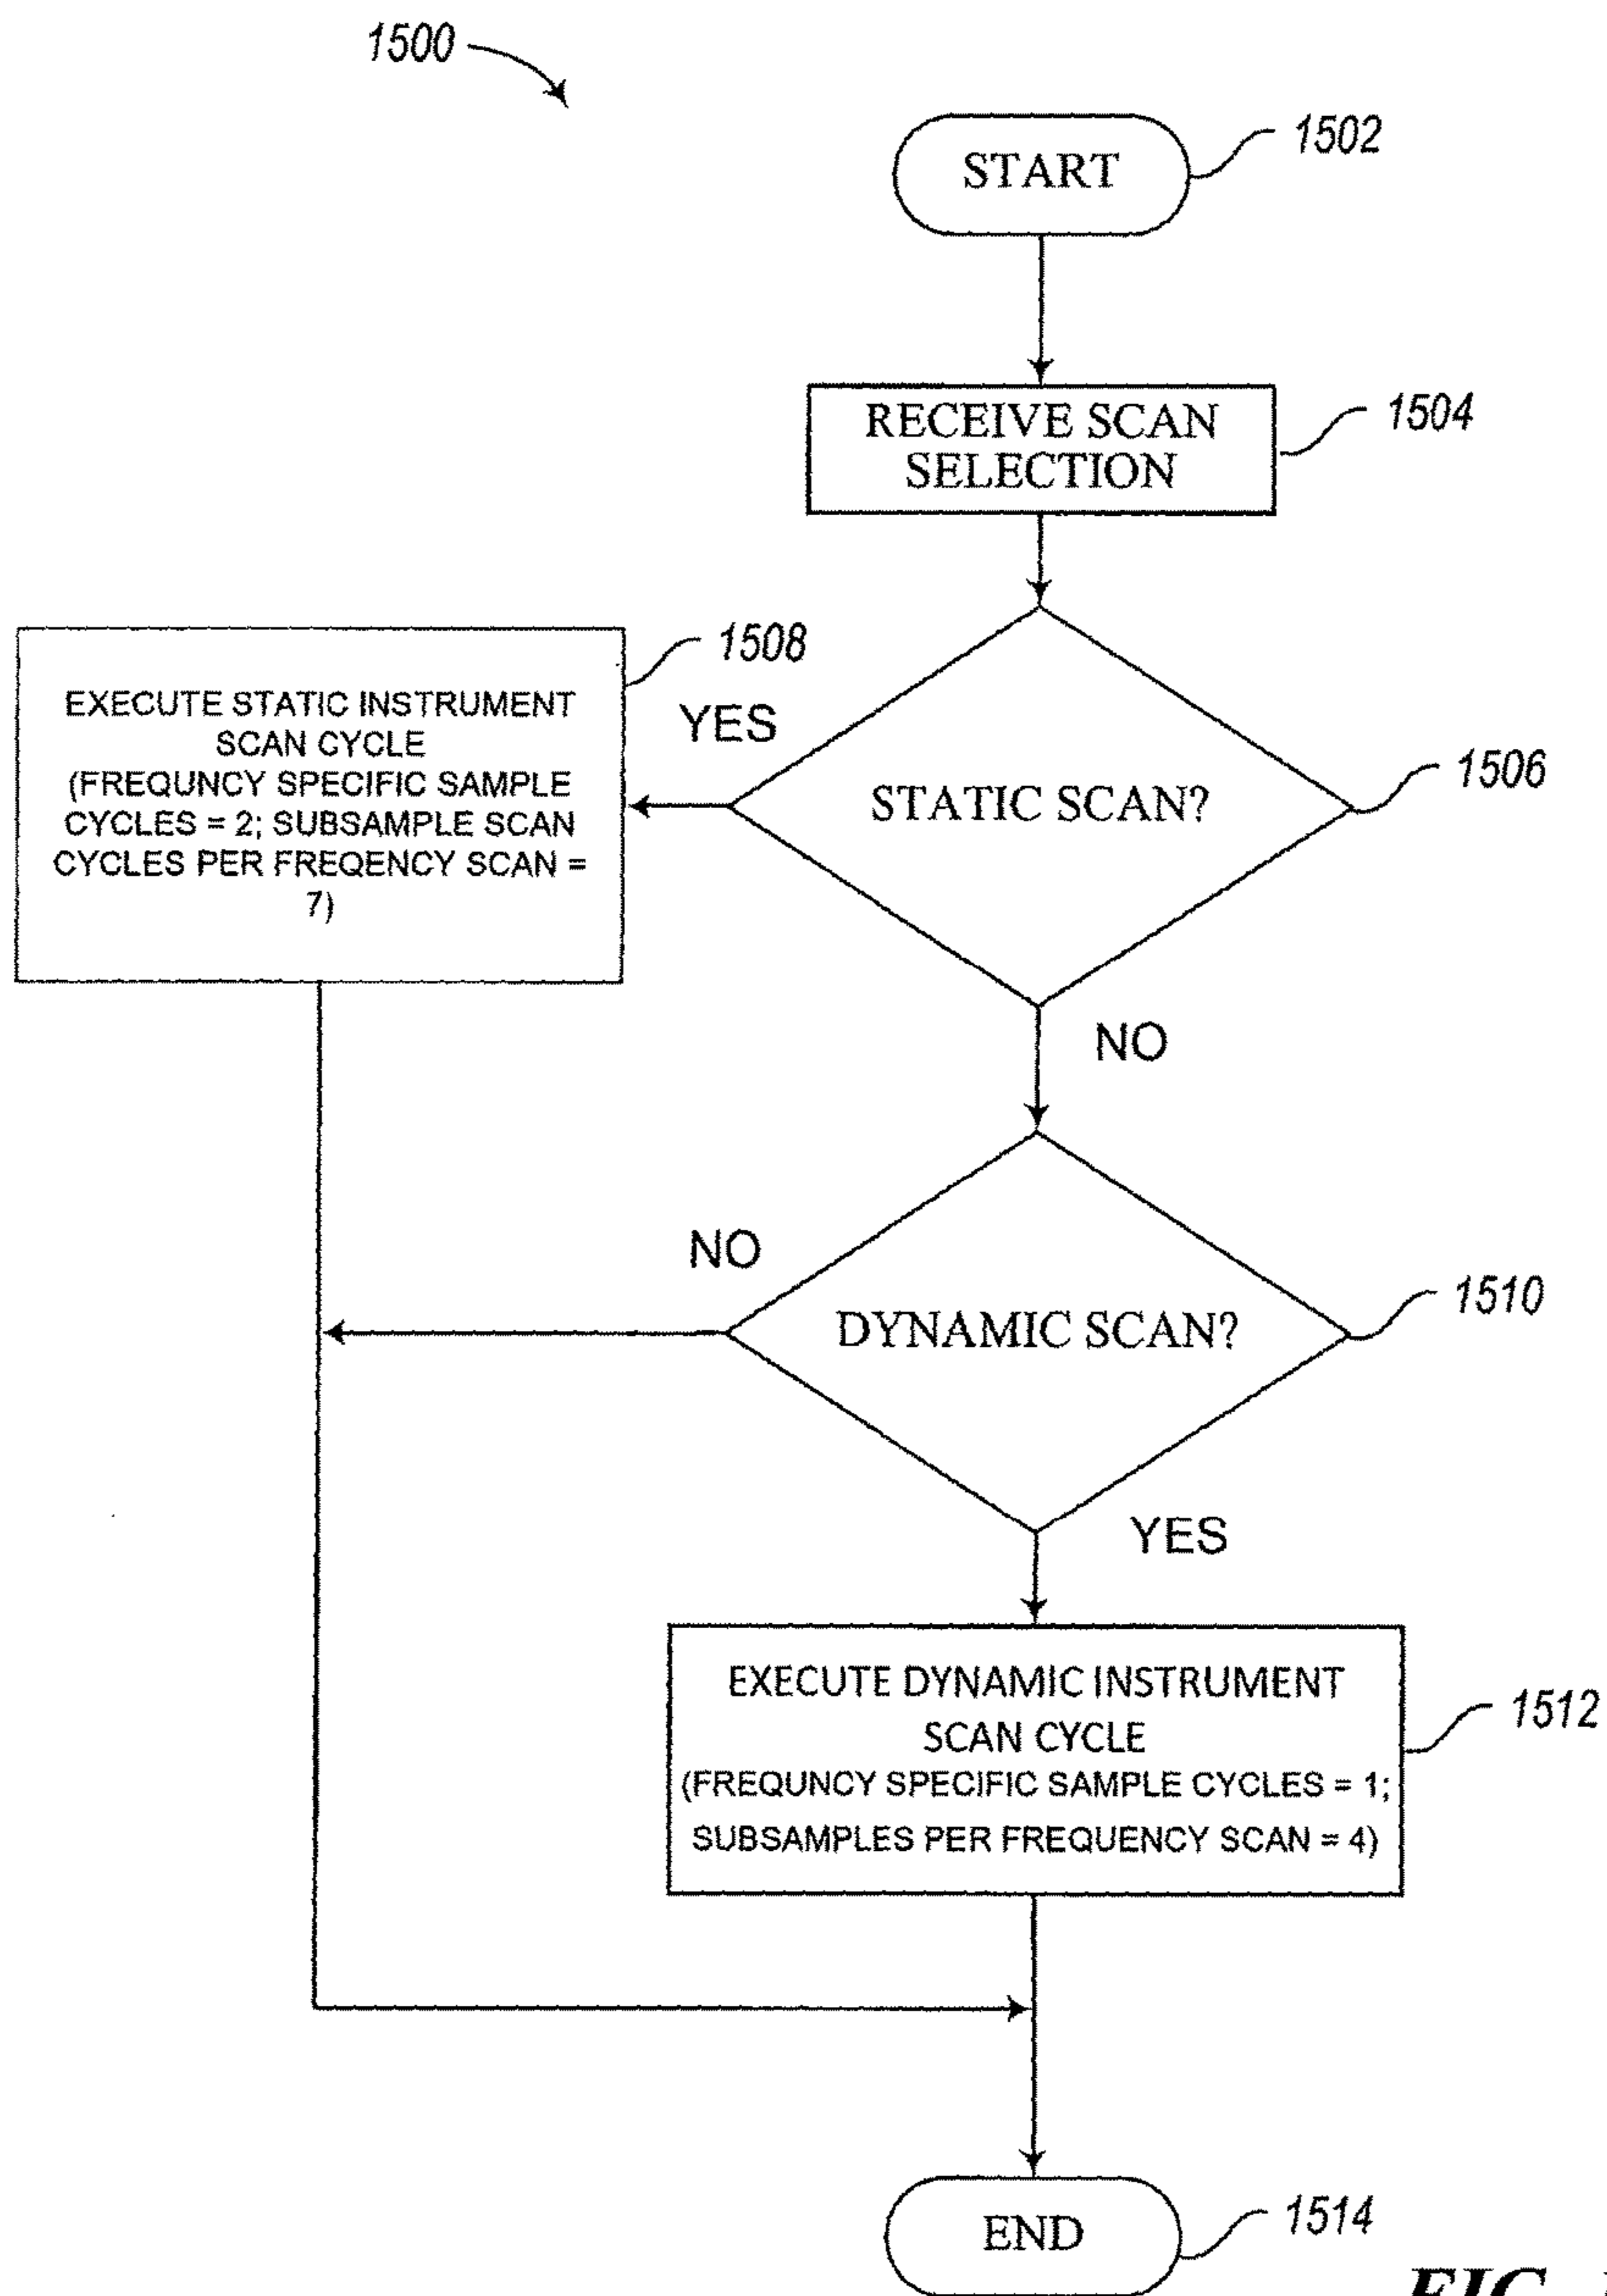 1500
START
1502
RECEIVE SCAN
SELECTION
1504
1508
EXECUTE STATIC INSTRUMENT
SCAN CYCLE
(FREQUNCY SPECIFIC SAMPLE
CYCLES = 2; SUBSAMPLE SCAN
CYCLES PER FREQENCY SCAN =
7)
YES
STATIC SCAN?
1506
NO
NO
DYNAMIC SCAN?
1510
YES
EXECUTE DYNAMIC INSTRUMENT
SCAN CYCLE
(FREQUNCY SPECIFIC SAMPLE CYCLES = 1;
SUBSAMPLES PER FREQUENCY SCAN = 4)
1512
END
1514
FIG.